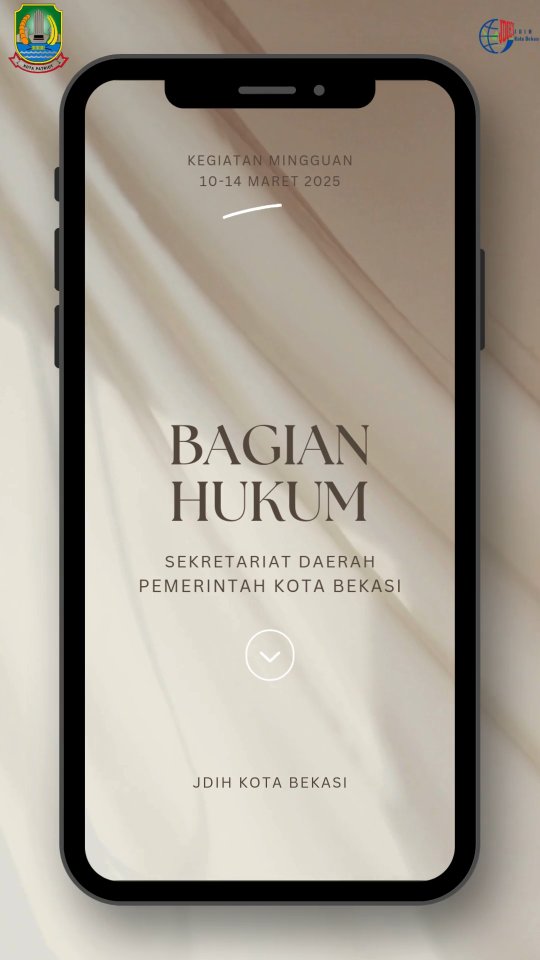 KOTA PATRIOT
JDIH
Kota Bekasi
KEGIATAN MINGGUAN
10-14 MARET 2025
BAGIAN
HUKUM
SEKRETARIAT DAERAH
PEMERINTAH KOTA BEKASI
JDIH KOTA BEKASI